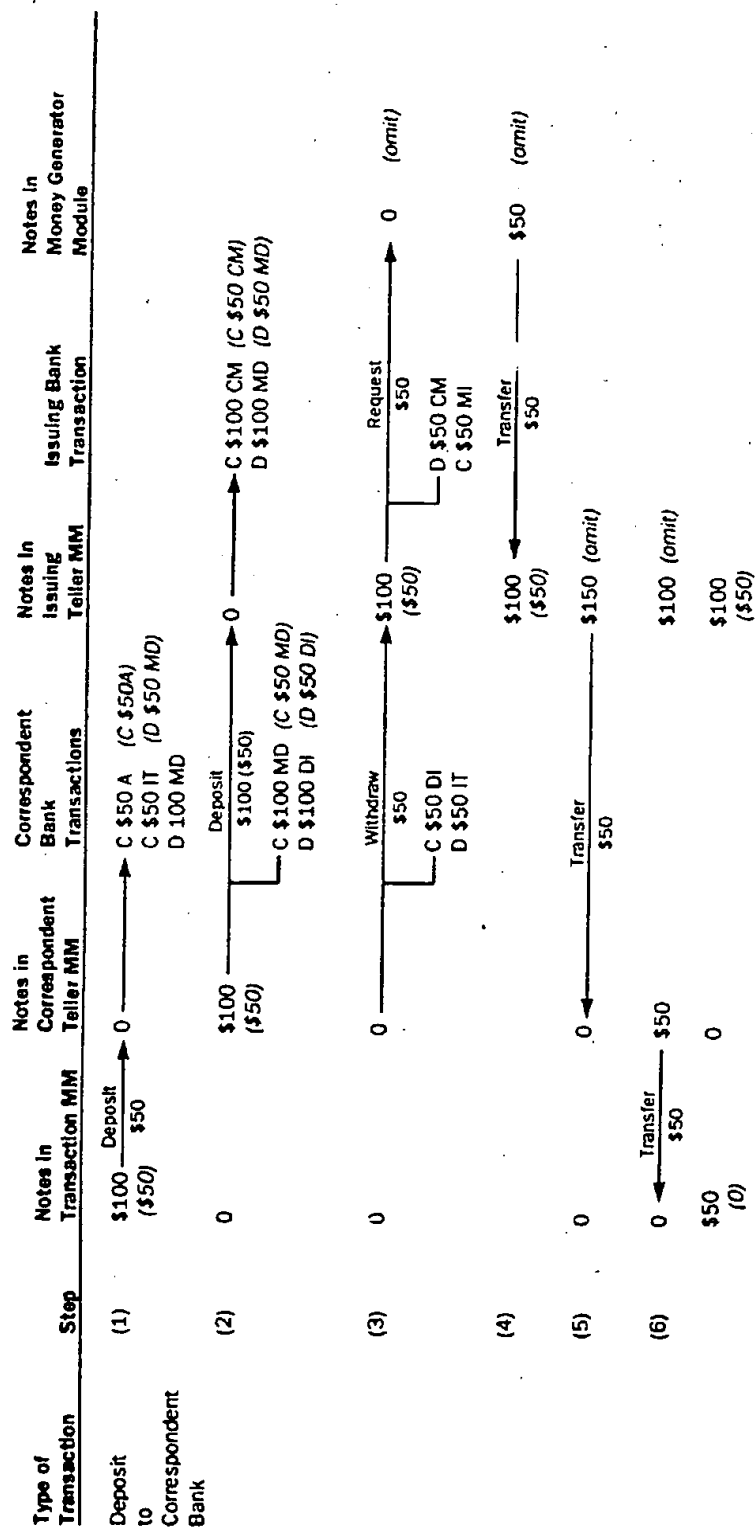 Type of
Transaction
Step
Notes in
Transaction MM
Notes in
Correspondent
Teller MM
Correspondent
Bank
Transactions
Notes in
Issuing
Teller MM
Issuing Bank
Transaction
Notes in
Money Generator
Module
Deposit
to
Correspondent
Bank
(1)
$100
($50)
Deposit
$50
0
C $50 A (C $50A)
C $50 IT (D $50 MD)
D 100 MD
(2)
0
$100
($50)
Deposit
$100 ($50)
C $100 MD (C $50 MD)
D $100 DI (D $50 DI)
0
C $100 CM (C $50 CM)
D $100 MD (D $50 MD)
(3)
0
0
Withdraw
$50
C $50 DI
D $50 IT
$100
($50)
Request
$50
D $50 CM
C $50 MI
0 (omit)
(4)
$100
($50)
Transfer
$50
$50 (omit)
(5)
0
0
Transfer
$50
$150 (omit)
(6)
0
Transfer
$50
$50
$100 (omit)
$50
(0)
0
$100
($50)